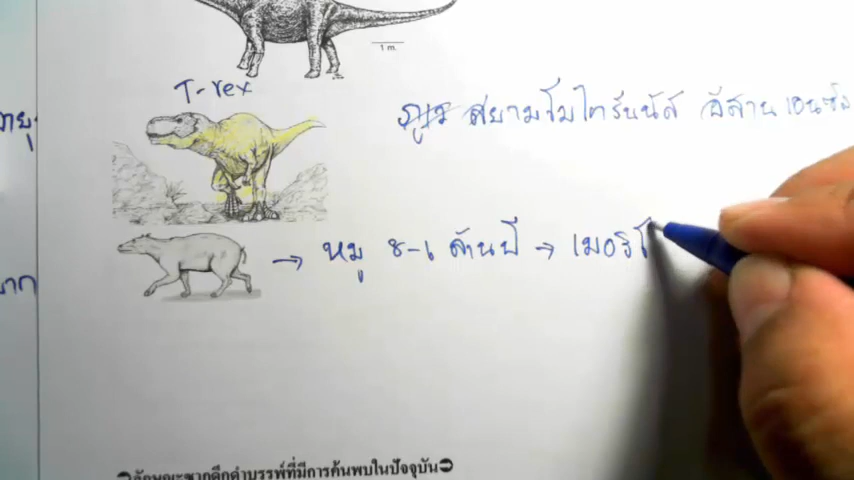 1 m.
T-rex
ภูเว สยามโมไทรันนัส อิสานเอนซิส
→ หมู 8-6 ล้านปี → เมอริโ
ลักษณะซากดึกดำบรรพ์ที่มีการค้นพบในปัจจุบัน